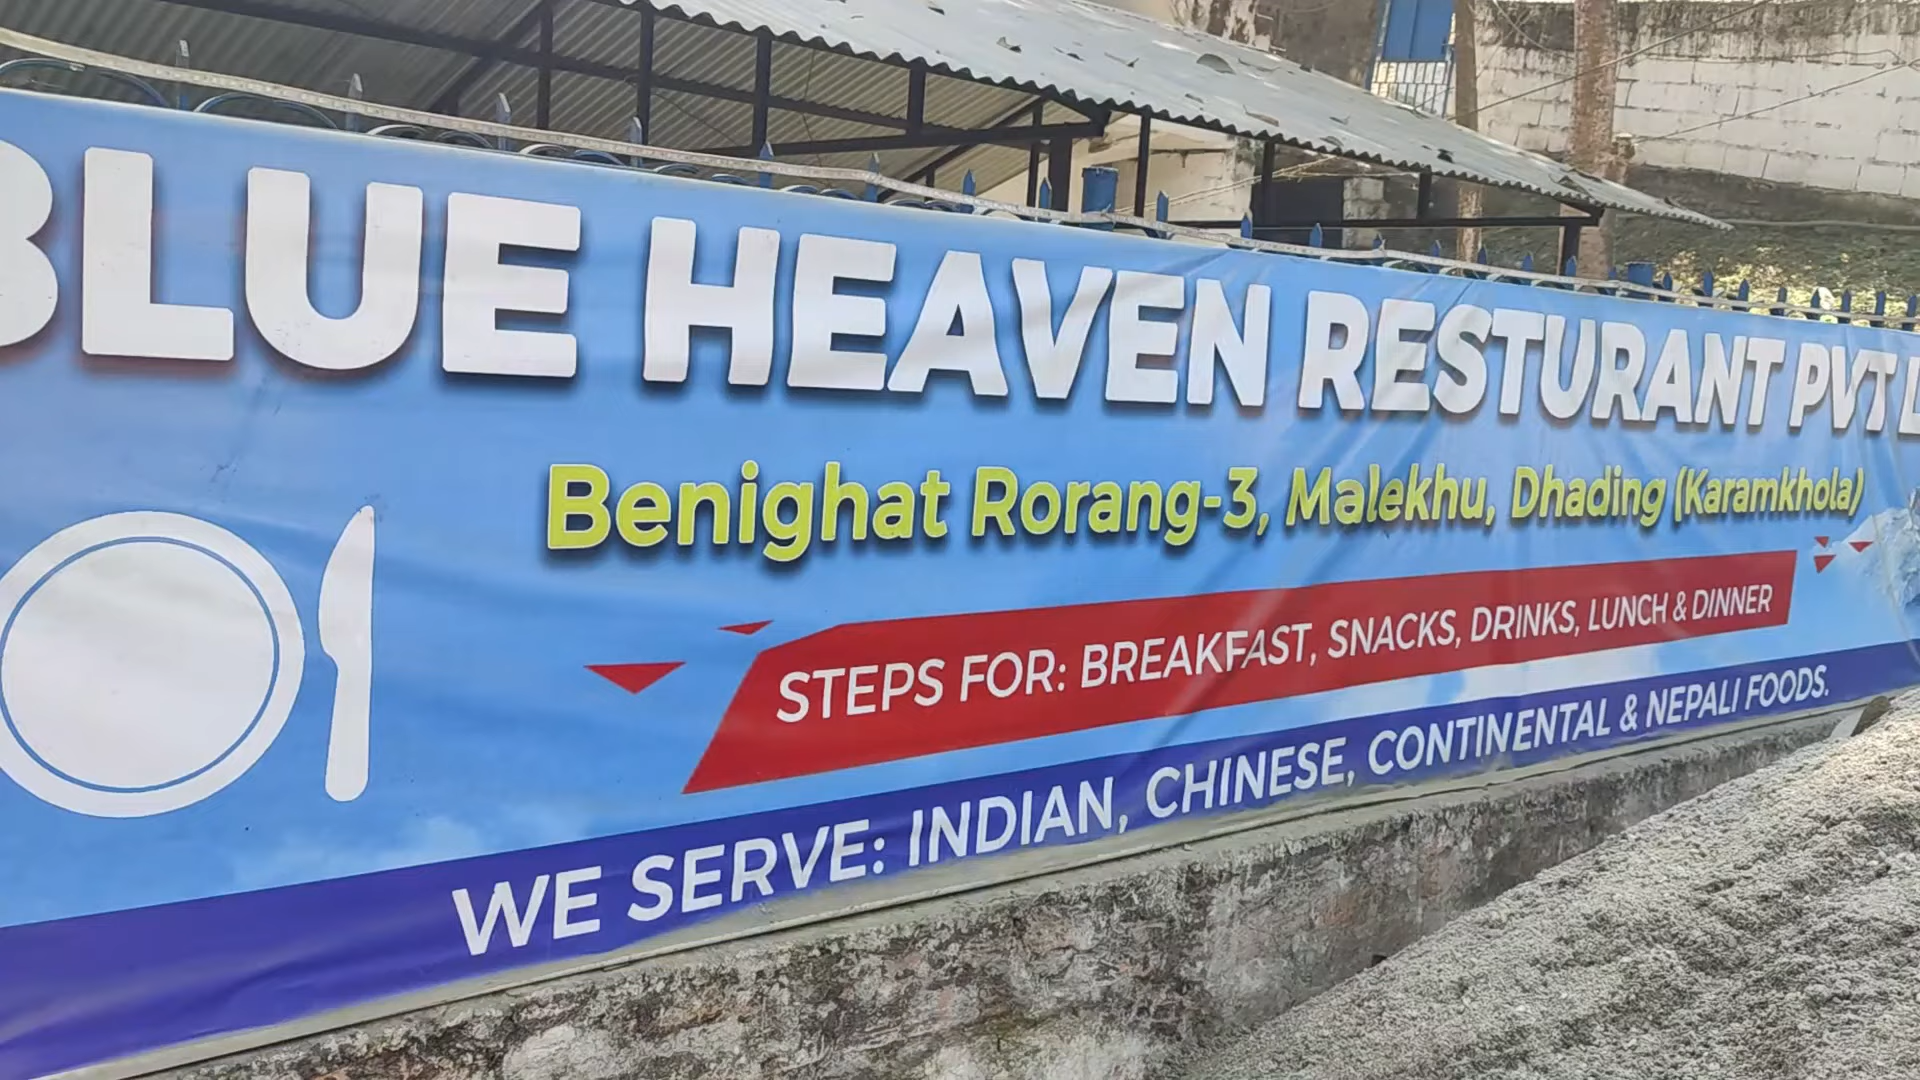 BLUE HEAVEN RESTURANT PVT L
Benighat Rorang-3, Malekhu, Dhading (Karamkhola)
STEPS FOR: BREAKFAST, SNACKS, DRINKS, LUNCH & DINNER
WE SERVE: INDIAN, CHINESE, CONTINENTAL & NEPALI FOODS.